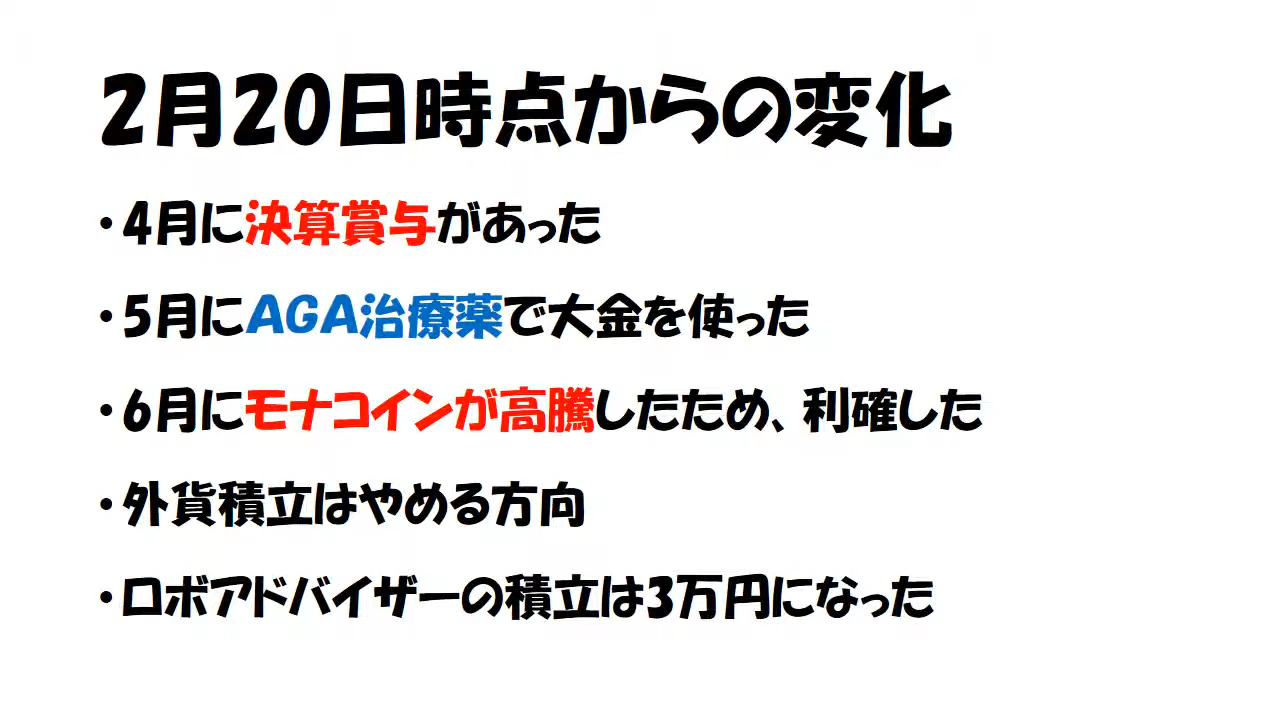 2月20日時点からの変化
・4月に決算賞与があった
・5月にAGA治療薬で大金を使った
・6月にモナコインが高騰したため、利確した
・外貨積立はやめる方向
・ロボアドバイザーの積立は3万円になった